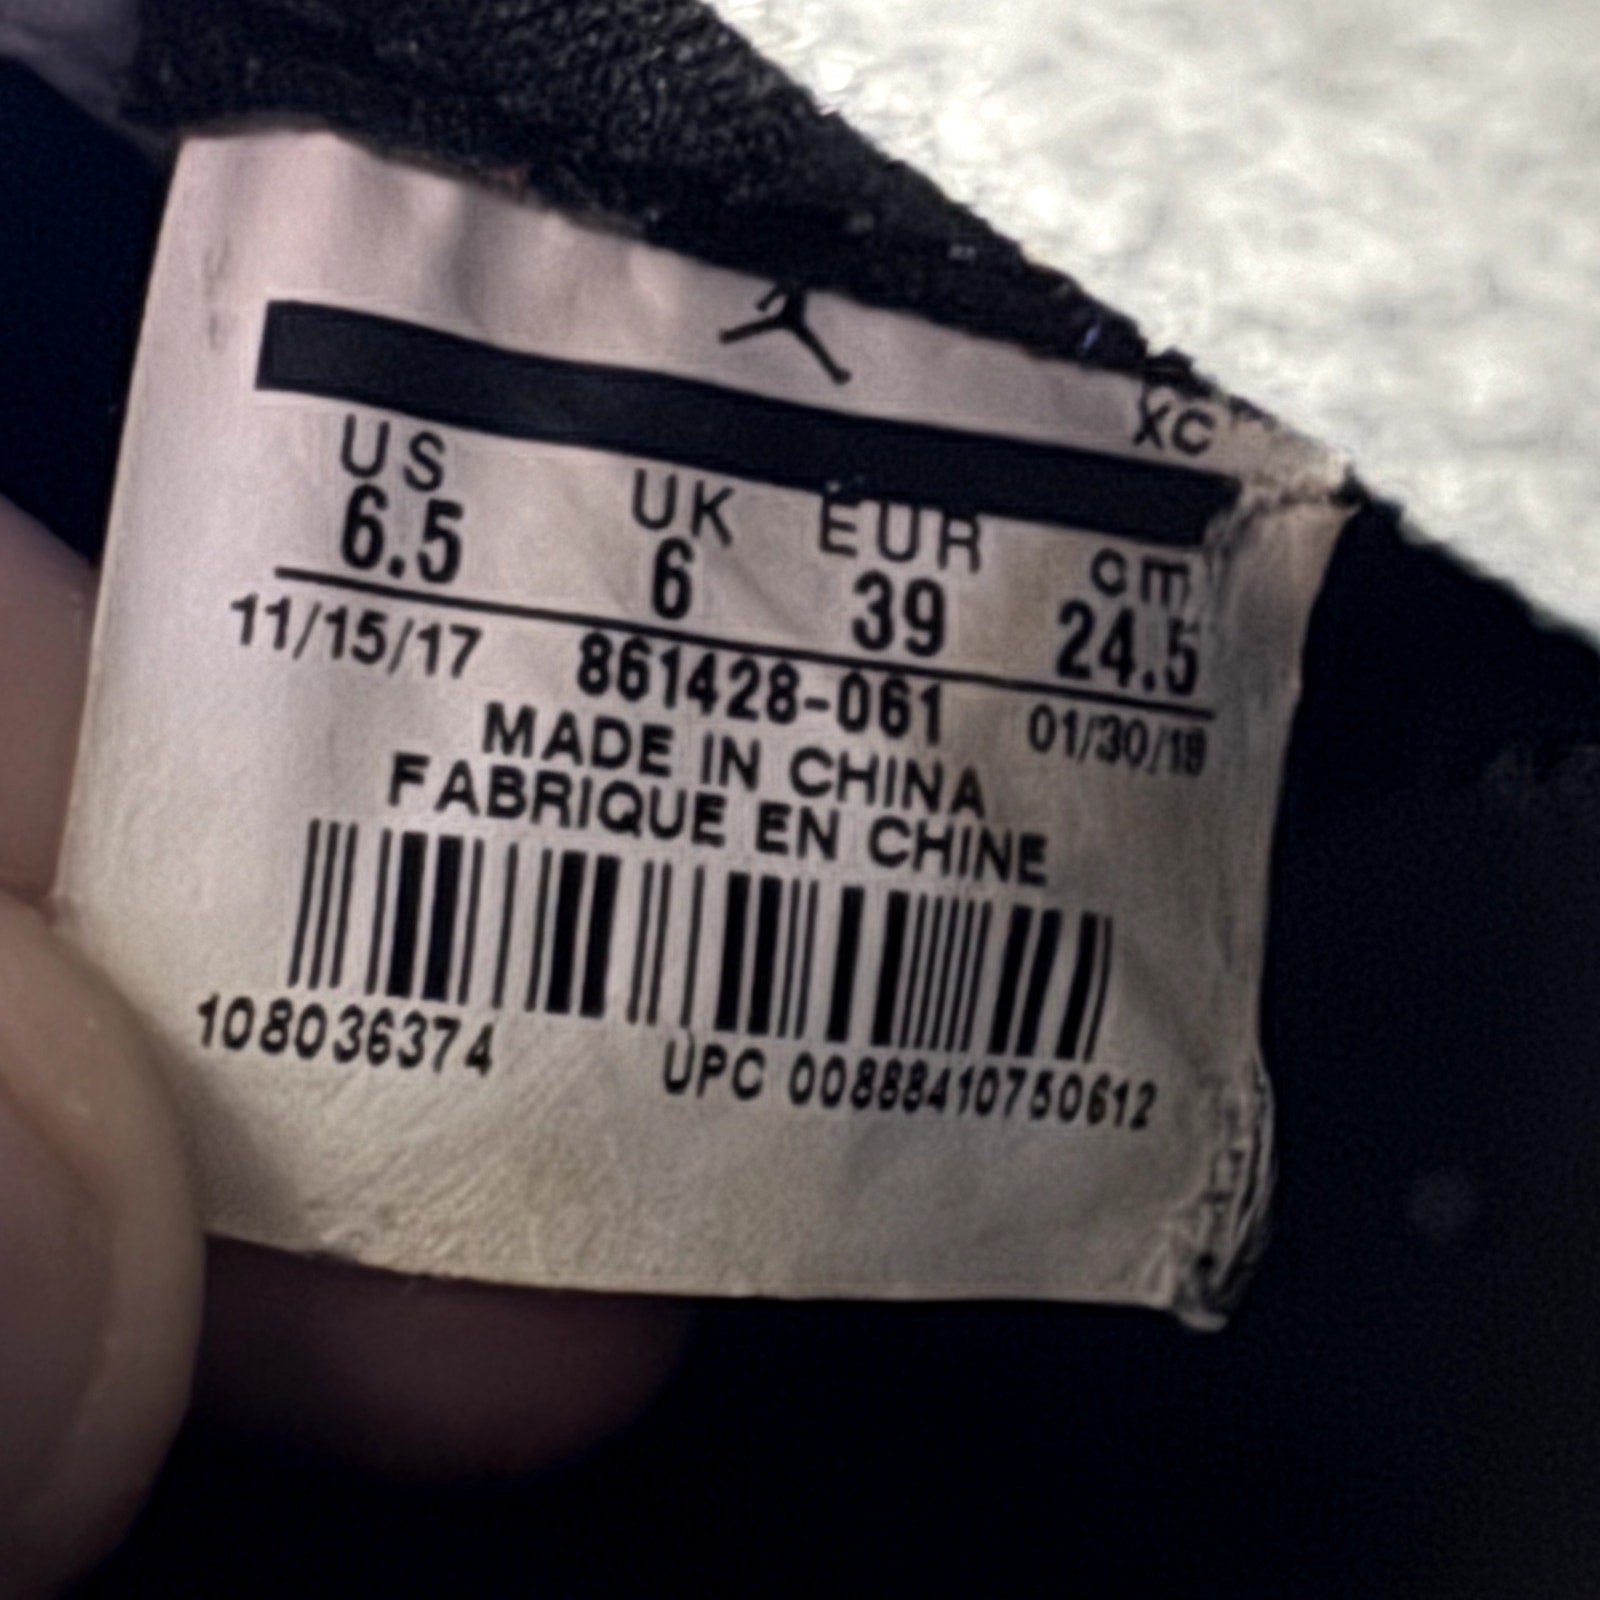 XC
US UK EUR cm
6.5 6 39 24.5
11/15/17 861428-061 01/30/18
MADE IN CHINA
FABRIQUE EN CHINE
108036374 UPC 00888410750612